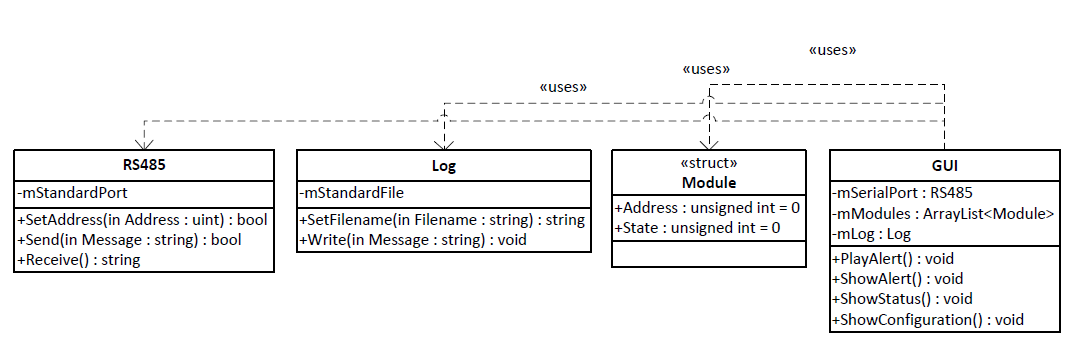 «uses»
«uses»
«uses»
RS485
-mStandardPort
+SetAddress(in Address : uint) : bool
+Send(in Message : string) : bool
+Receive() : string
Log
-mStandardFile
+SetFilename(in Filename : string) : string
+Write(in Message : string) : void
«struct»
Module
+Address : unsigned int = 0
+State : unsigned int = 0
GUI
-mSerialPort : RS485
-mModules : ArrayList<Module>
-mLog : Log
+PlayAlert() : void
+ShowAlert() : void
+ShowStatus() : void
+ShowConfiguration() : void